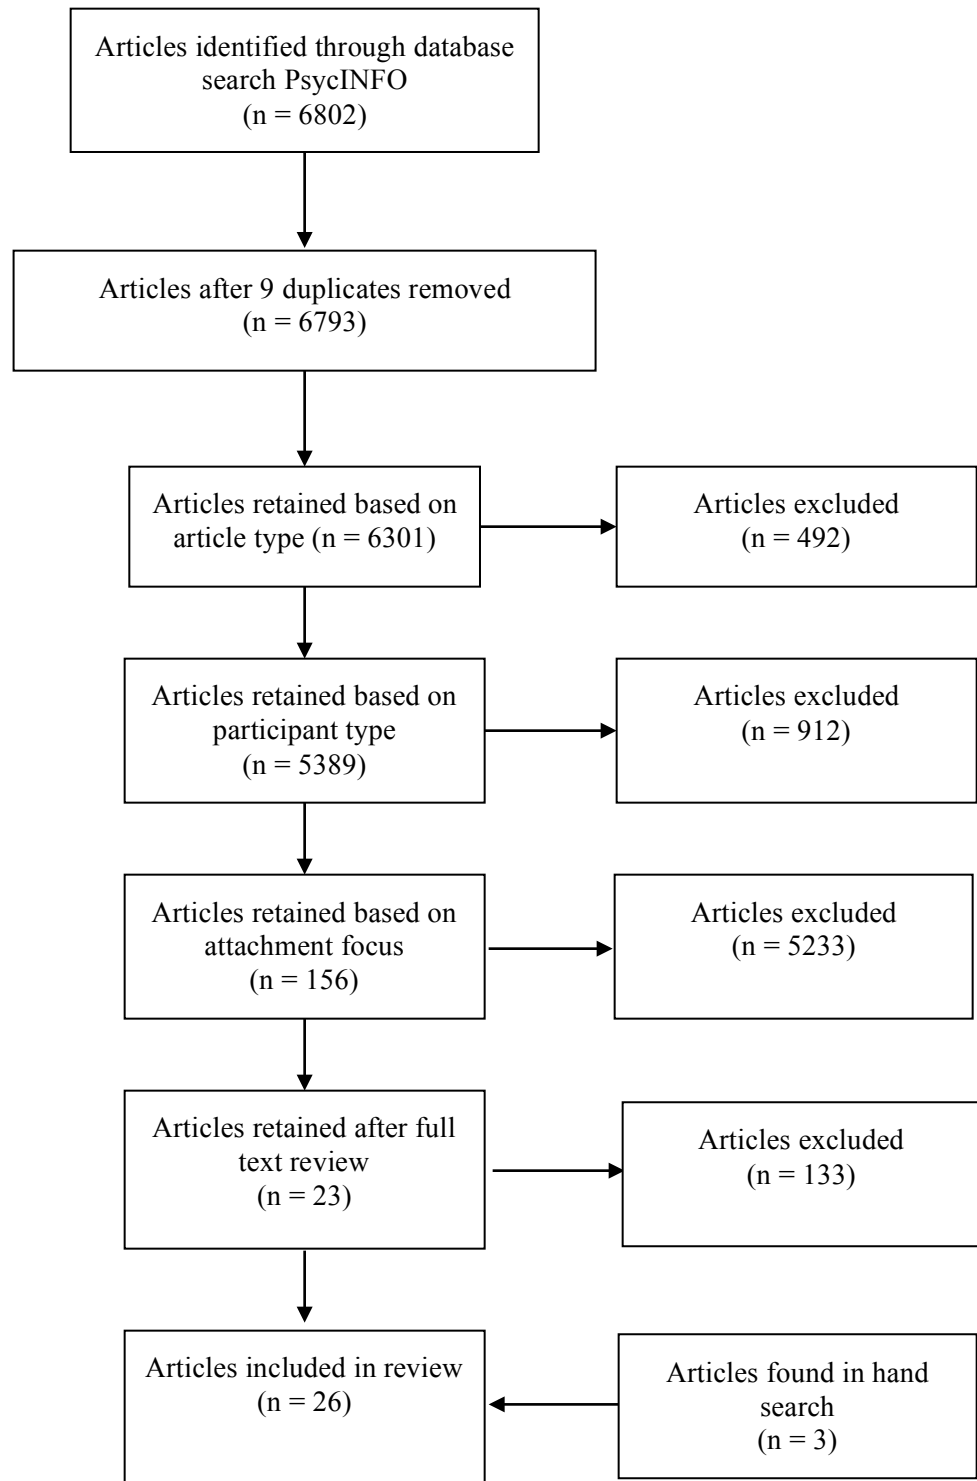 Articles identified through database
search PsycINFO
(n = 6802)
Articles after 9 duplicates removed
(n = 6793)
Articles retained based on
article type (n = 6301)
Articles excluded
(n = 492)
Articles retained based on
participant type
(n = 5389)
Articles excluded
(n = 912)
Articles retained based on
attachment focus
(n = 156)
Articles excluded
(n = 5233)
Articles retained after full
text review
(n = 23)
Articles excluded
(n = 133)
Articles included in review
(n = 26)
Articles found in hand
search
(n = 3)